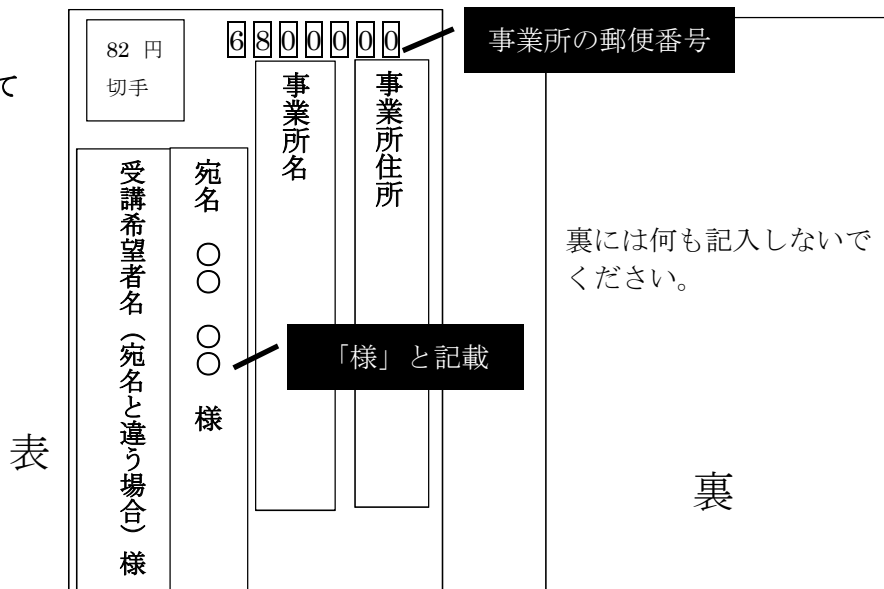 て
82 円
切手
6800000
事業所の郵便番号
事業所住所
事業所名
宛名 〇〇 〇〇 様
「様」と記載
受講希望者名（宛名と違う場合）様
表
裏には何も記入しないで
ください。
裏